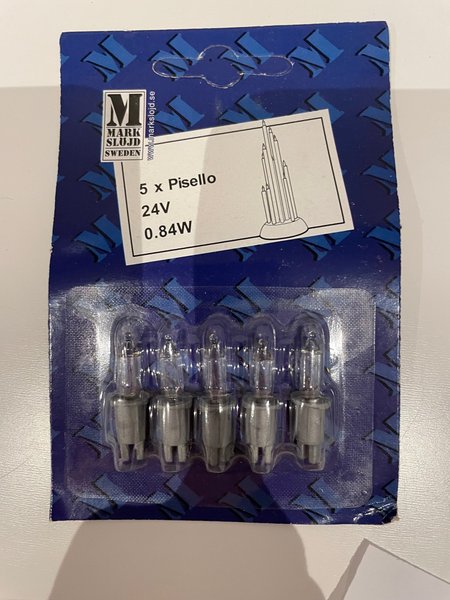 M
MARK
SLÖJD
SWEDEN
www.markslojd.se
5 x Pisello
24V
0.84W